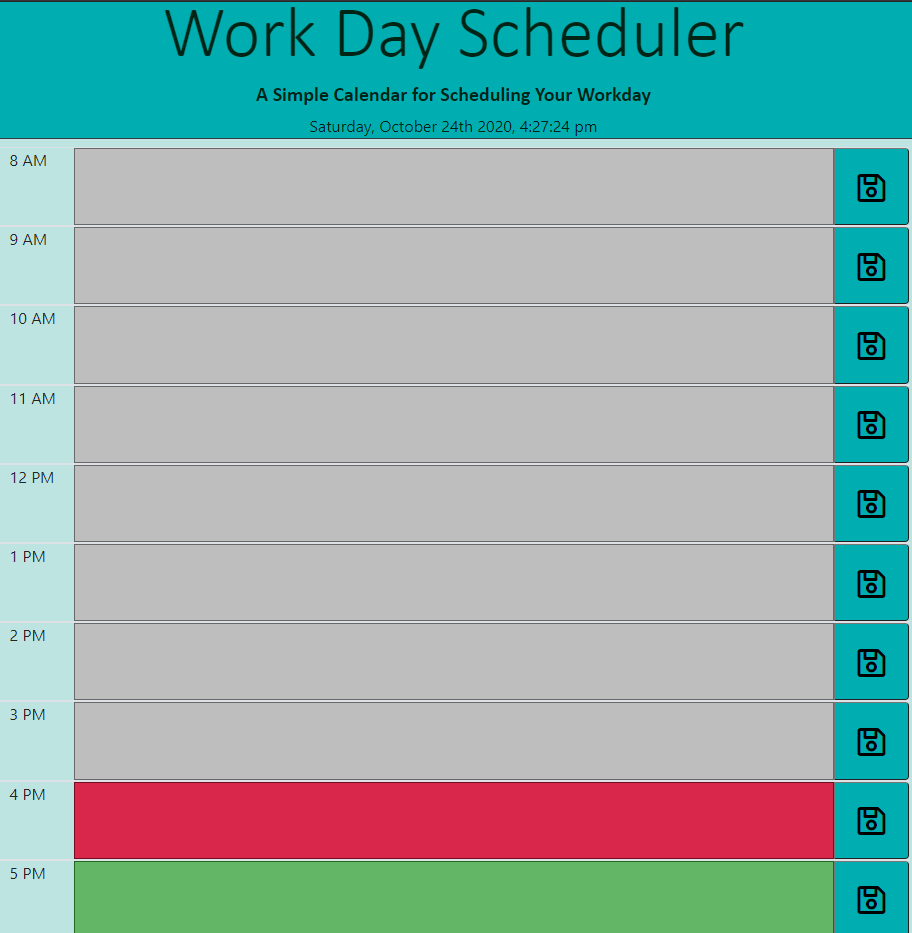 Work Day Scheduler
A Simple Calendar for Scheduling Your Workday
Saturday, October 24th 2020, 4:27:24 pm
8 AM
9 AM
10 AM
11 AM
12 PM
1 PM
2 PM
3 PM
4 PM
5 PM